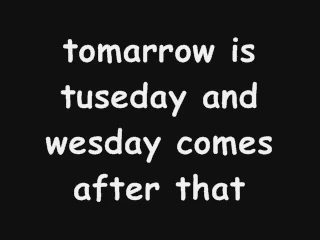 tomarrow is
tuseday and
wesday comes
after that